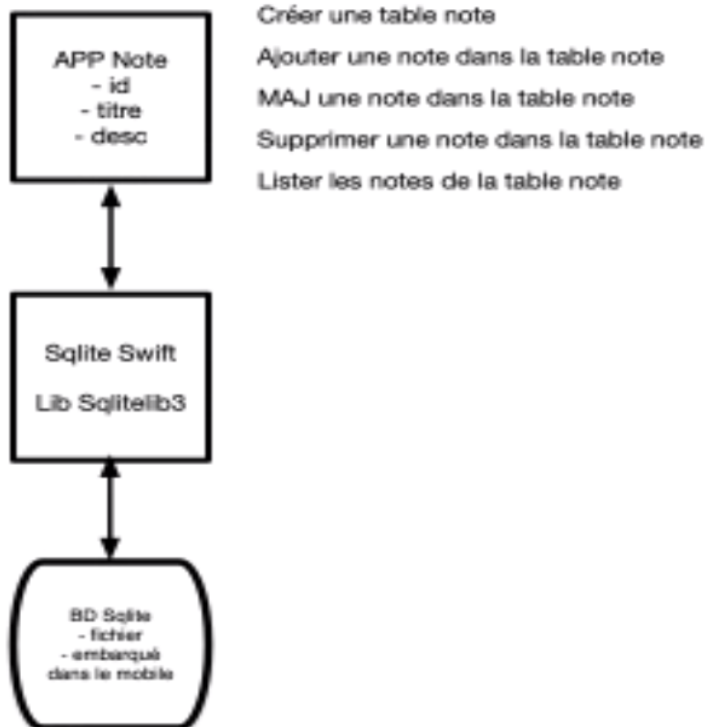 APP Note
- id
- titre
- desc
Créer une table note
Ajouter une note dans la table note
MAJ une note dans la table note
Supprimer une note dans la table note
Lister les notes de la table note
Sqlite Swift
Lib Sqlitelib3
BD Sqlite
- fichier
- embarqué
dans le mobile